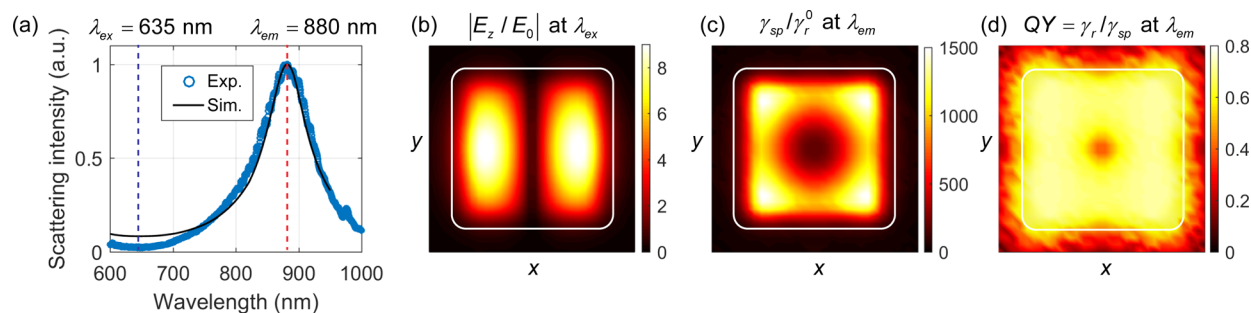 (a)
λex = 635 nm
λem = 880 nm
Scattering intensity (a.u.)
1
0.5
0
Exp.
Sim.
600
700
800
900
1000
Wavelength (nm)
(b)
|Ez / E0| at λex
y
x
8
6
4
2
0
(c)
γsp/γr0 at λem
y
x
1500
1000
500
0
(d)
QY = γr/γsp at λem
y
x
0.8
0.6
0.4
0.2
0